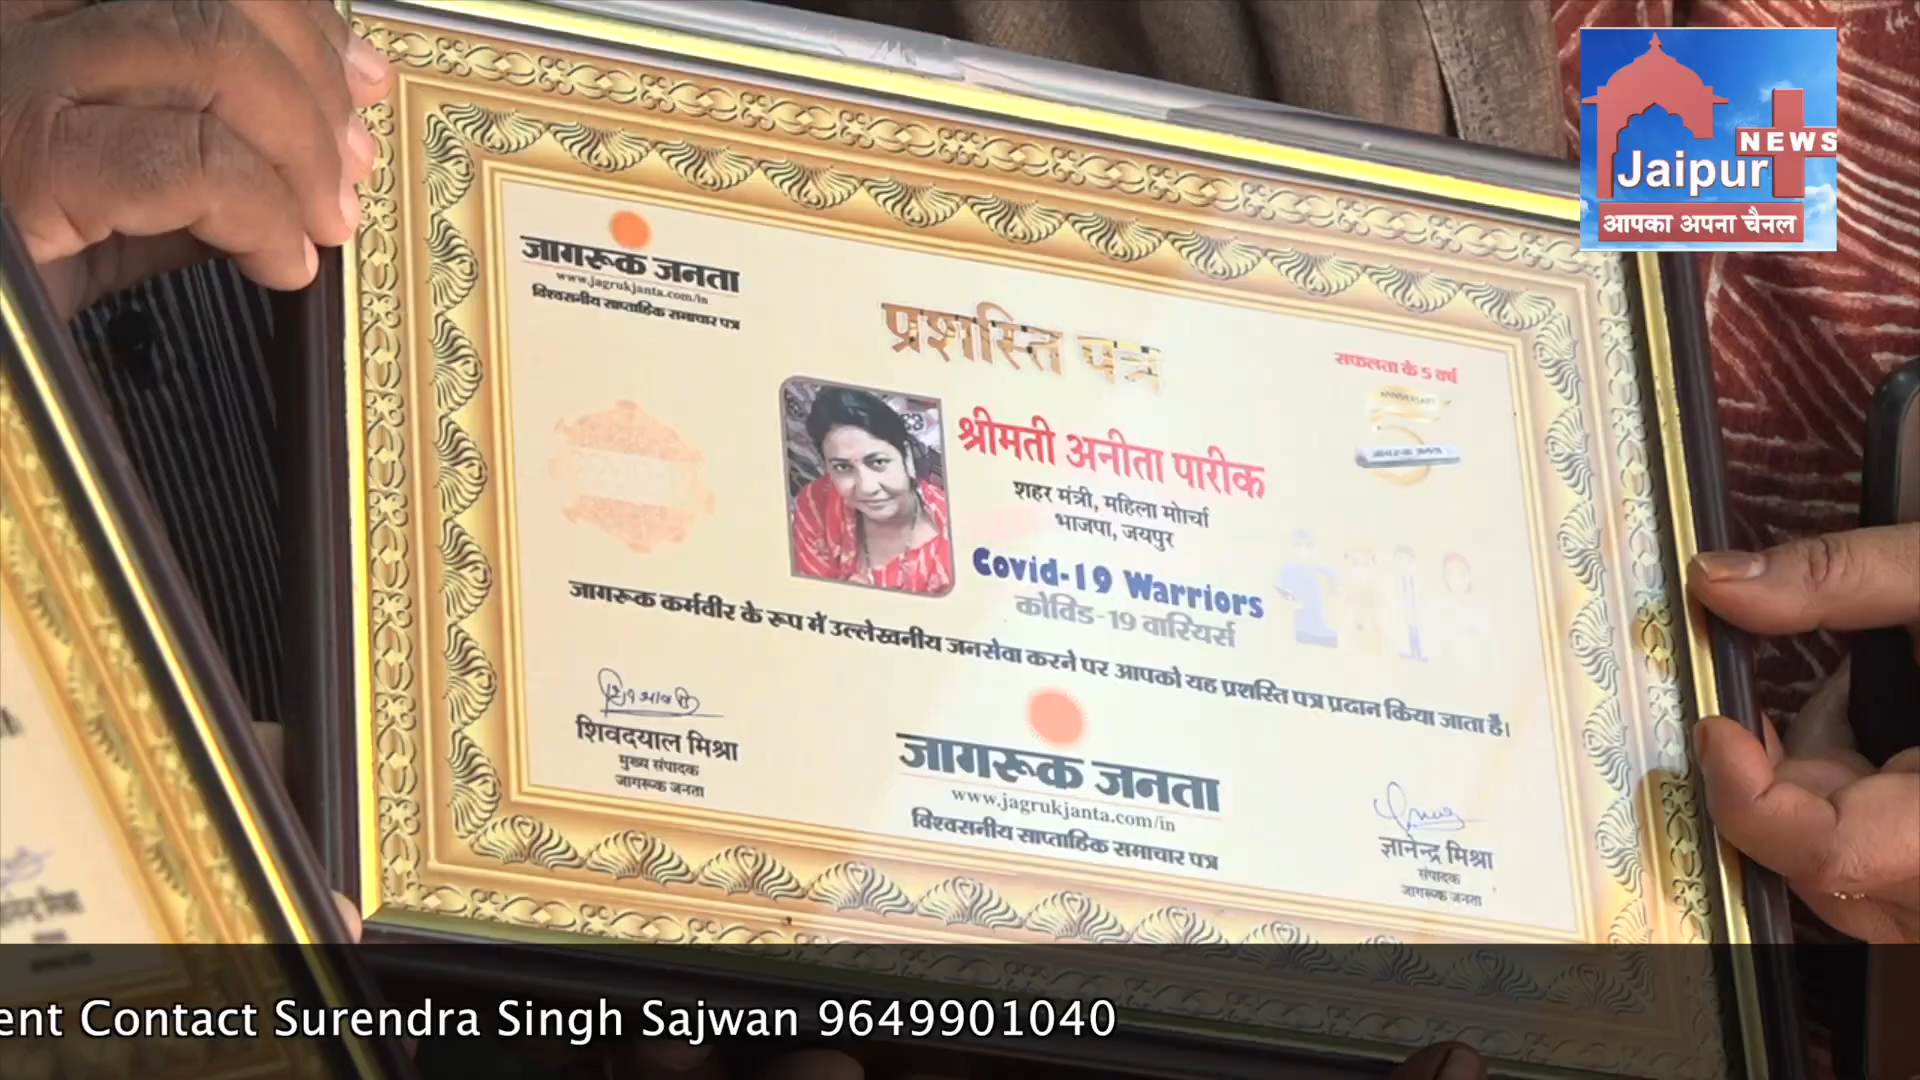 NEWS
Jaipur
आपका अपना चैनल
जागरूक जनता
www.jagrukjanta.com/in
विश्वसनीय साप्ताहिक समाचार पत्र
प्रशस्ति पत्र
सफलता के 5 वर्ष
ANNIVERSARY
जागरूक जनता
श्रीमती अनीता पारीक
शहर मंत्री, महिला मोर्चा
भाजपा, जयपुर
Covid-19 Warriors
कोविड-19 वारियर्स
जागरूक कर्मवीर के रूप में उल्लेखनीय जनसेवा करने पर आपको यह प्रशस्ति पत्र प्रदान किया जाता है।
शिवदयाल मिश्रा
मुख्य संपादक
जागरूक जनता
जागरूक जनता
www.jagrukjanta.com/in
विश्वसनीय साप्ताहिक समाचार पत्र
ज्ञानेन्द्र मिश्रा
संपादक
जागरूक जनता
ent Contact Surendra Singh Sajwan 9649901040